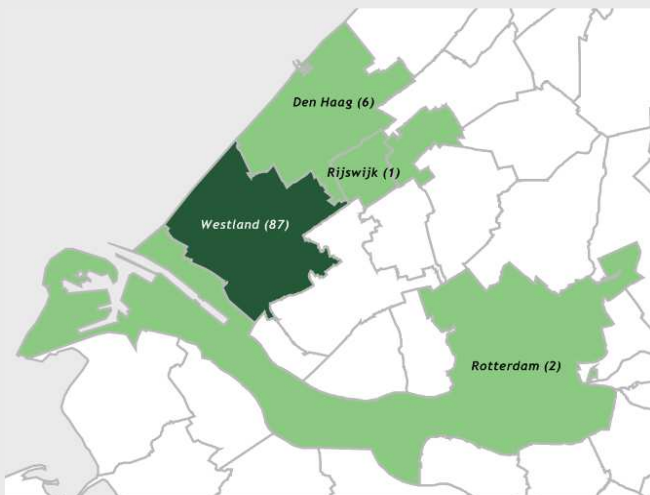 Den Haag (6)
Rijswijk (1)
Westland (87)
Rotterdam (2)